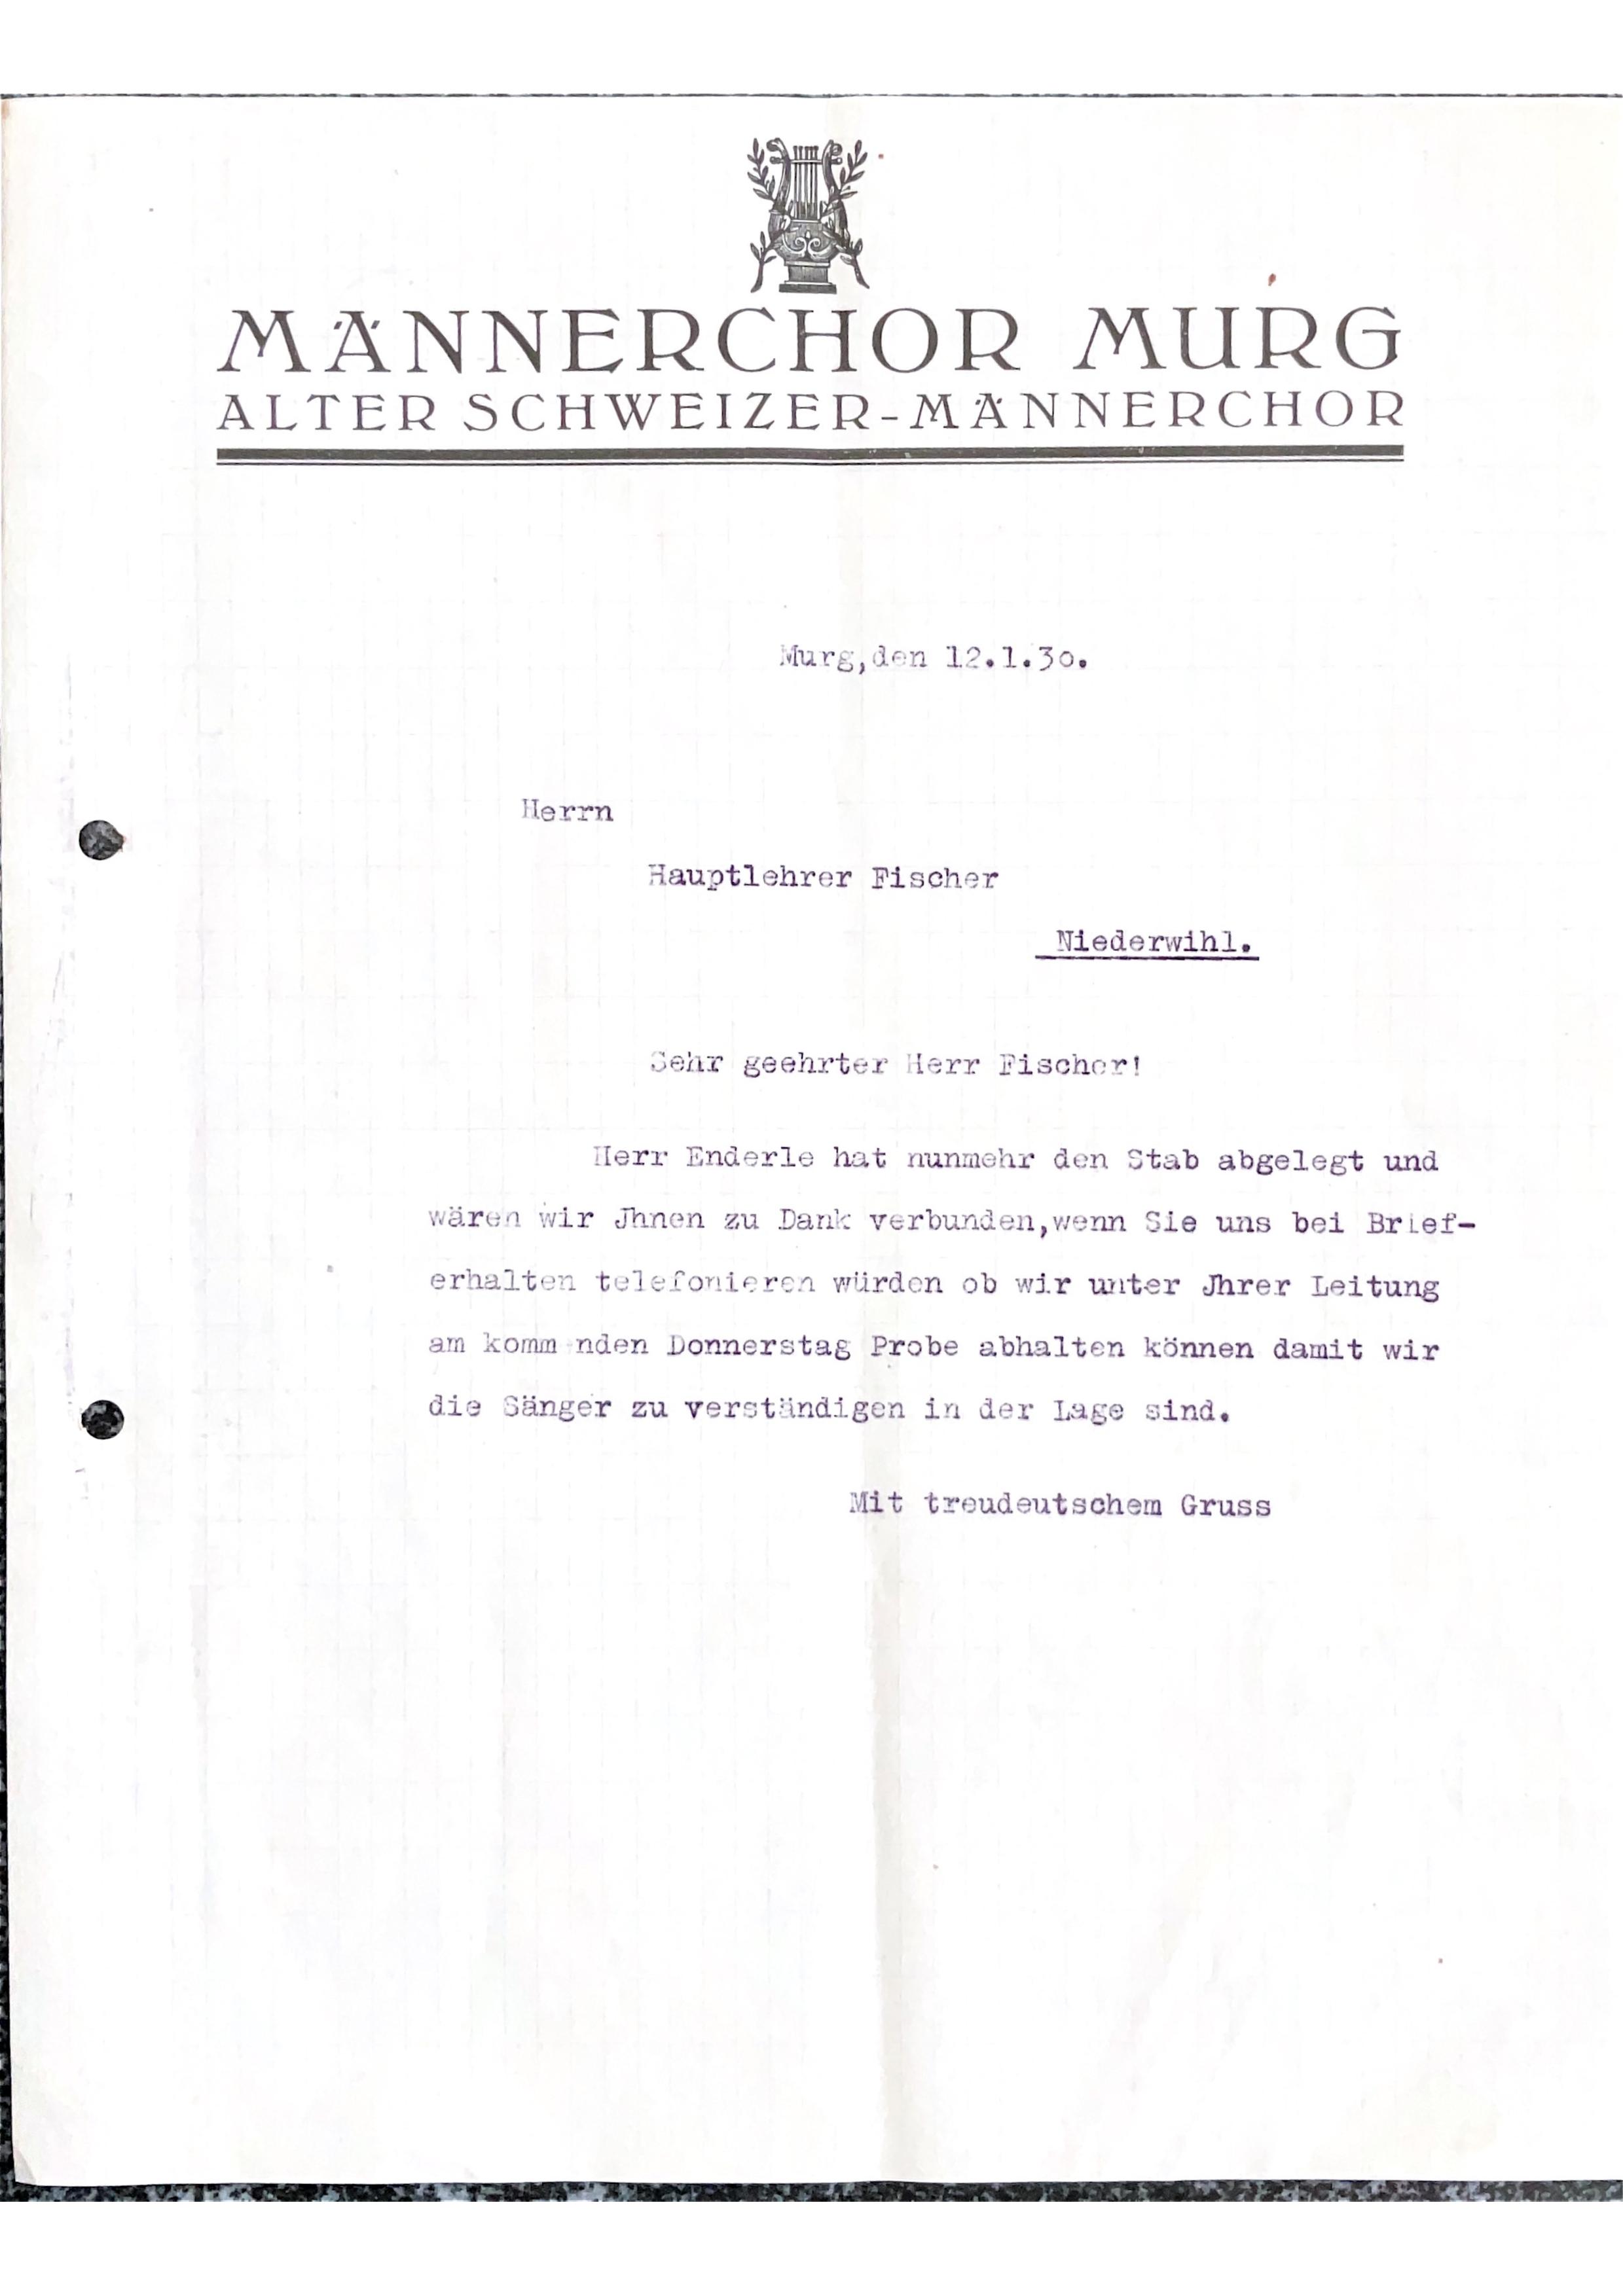 MÄNNERCHOR MURG
ALTER SCHWEIZER-MÄNNERCHOR
Murg,den 12.1.30.
Herrn
Hauptlehrer Fischer
Niederwihl.
Sehr geehrter Herr Fischer!
Herr Enderle hat nunmehr den Stab abgelegt und
wären wir Jhnen zu Dank verbunden,wenn Sie uns bei Brief-
erhalten telefonieren würden ob wir unter Jhrer Leitung
am komm nden Donnerstag Probe abhalten können damit wir
die Sänger zu verständigen in der Lage sind.
Mit treudeutschem Gruss